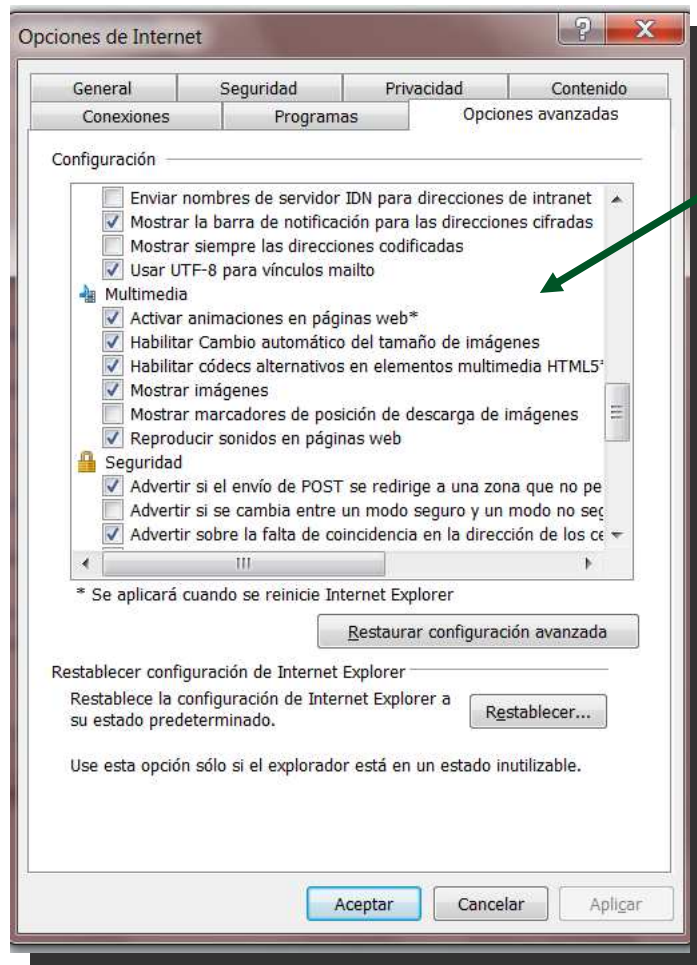 Opciones de Internet
General
Seguridad
Privacidad
Contenido
Conexiones
Programas
Opciones avanzadas
Configuración
Enviar nombres de servidor IDN para direcciones de intranet
Mostrar la barra de notificación para las direcciones cifradas
Mostrar siempre las direcciones codificadas
Usar UTF-8 para vínculos mailto
Multimedia
Activar animaciones en páginas web*
Habilitar Cambio automático del tamaño de imágenes
Habilitar códecs alternativos en elementos multimedia HTML5*
Mostrar imágenes
Mostrar marcadores de posición de descarga de imágenes
Reproducir sonidos en páginas web
Seguridad
Advertir si el envío de POST se redirige a una zona que no pe
Advertir si se cambia entre un modo seguro y un modo no seg
Advertir sobre la falta de coincidencia en la dirección de los ce
* Se aplicará cuando se reinicie Internet Explorer
Restaurar configuración avanzada
Restablecer configuración de Internet Explorer
Restablece la configuración de Internet Explorer a
su estado predeterminado.
Restablecer...
Use esta opción sólo si el explorador está en un estado inutilizable.
Aceptar
Cancelar
Aplicar